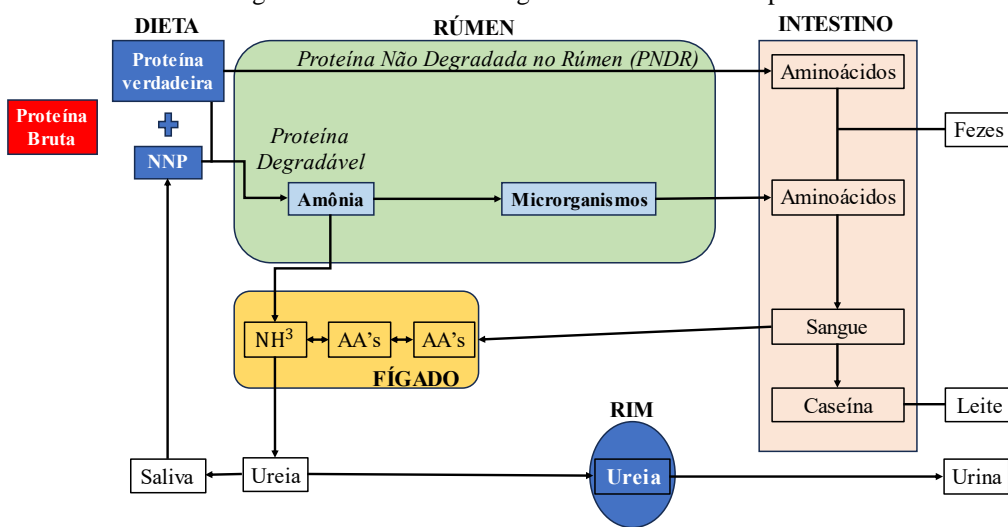 DIETA
RÚMEN
INTESTINO
Proteína
verdadeira
Proteína Não Degradada no Rúmen (PNDR)
Aminoácidos
Proteína
Bruta
Fezes
NNP
Proteína
Degradável
Amônia
Microrganismos
Aminoácidos
NH³
AA's
AA's
FÍGADO
Sangue
Caseína
Leite
RIM
Saliva
Ureia
Ureia
Urina